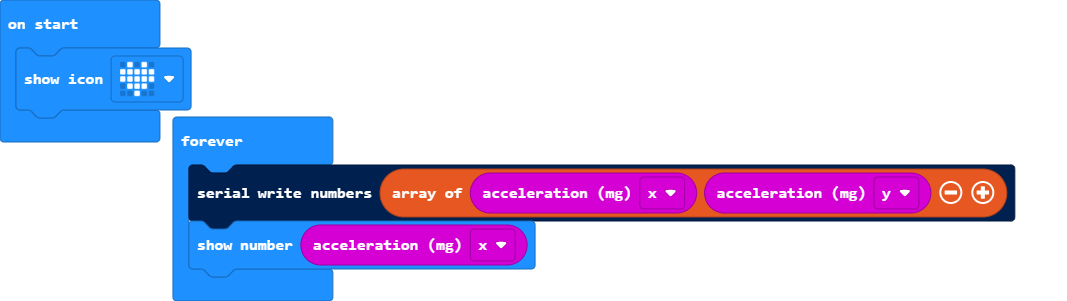 on start
show icon
forever
serial write numbers array of acceleration (mg) x acceleration (mg) y
show number acceleration (mg) x